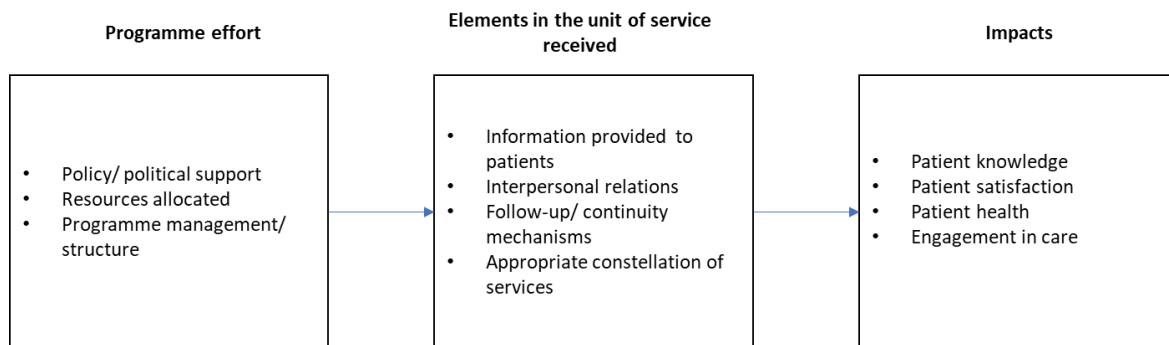 Programme effort
Elements in the unit of service
received
Impacts
• Policy/ political support
• Resources allocated
• Programme management/
structure
• Information provided to
patients
• Interpersonal relations
• Follow-up/ continuity
mechanisms
• Appropriate constellation of
services
• Patient knowledge
• Patient satisfaction
• Patient health
• Engagement in care